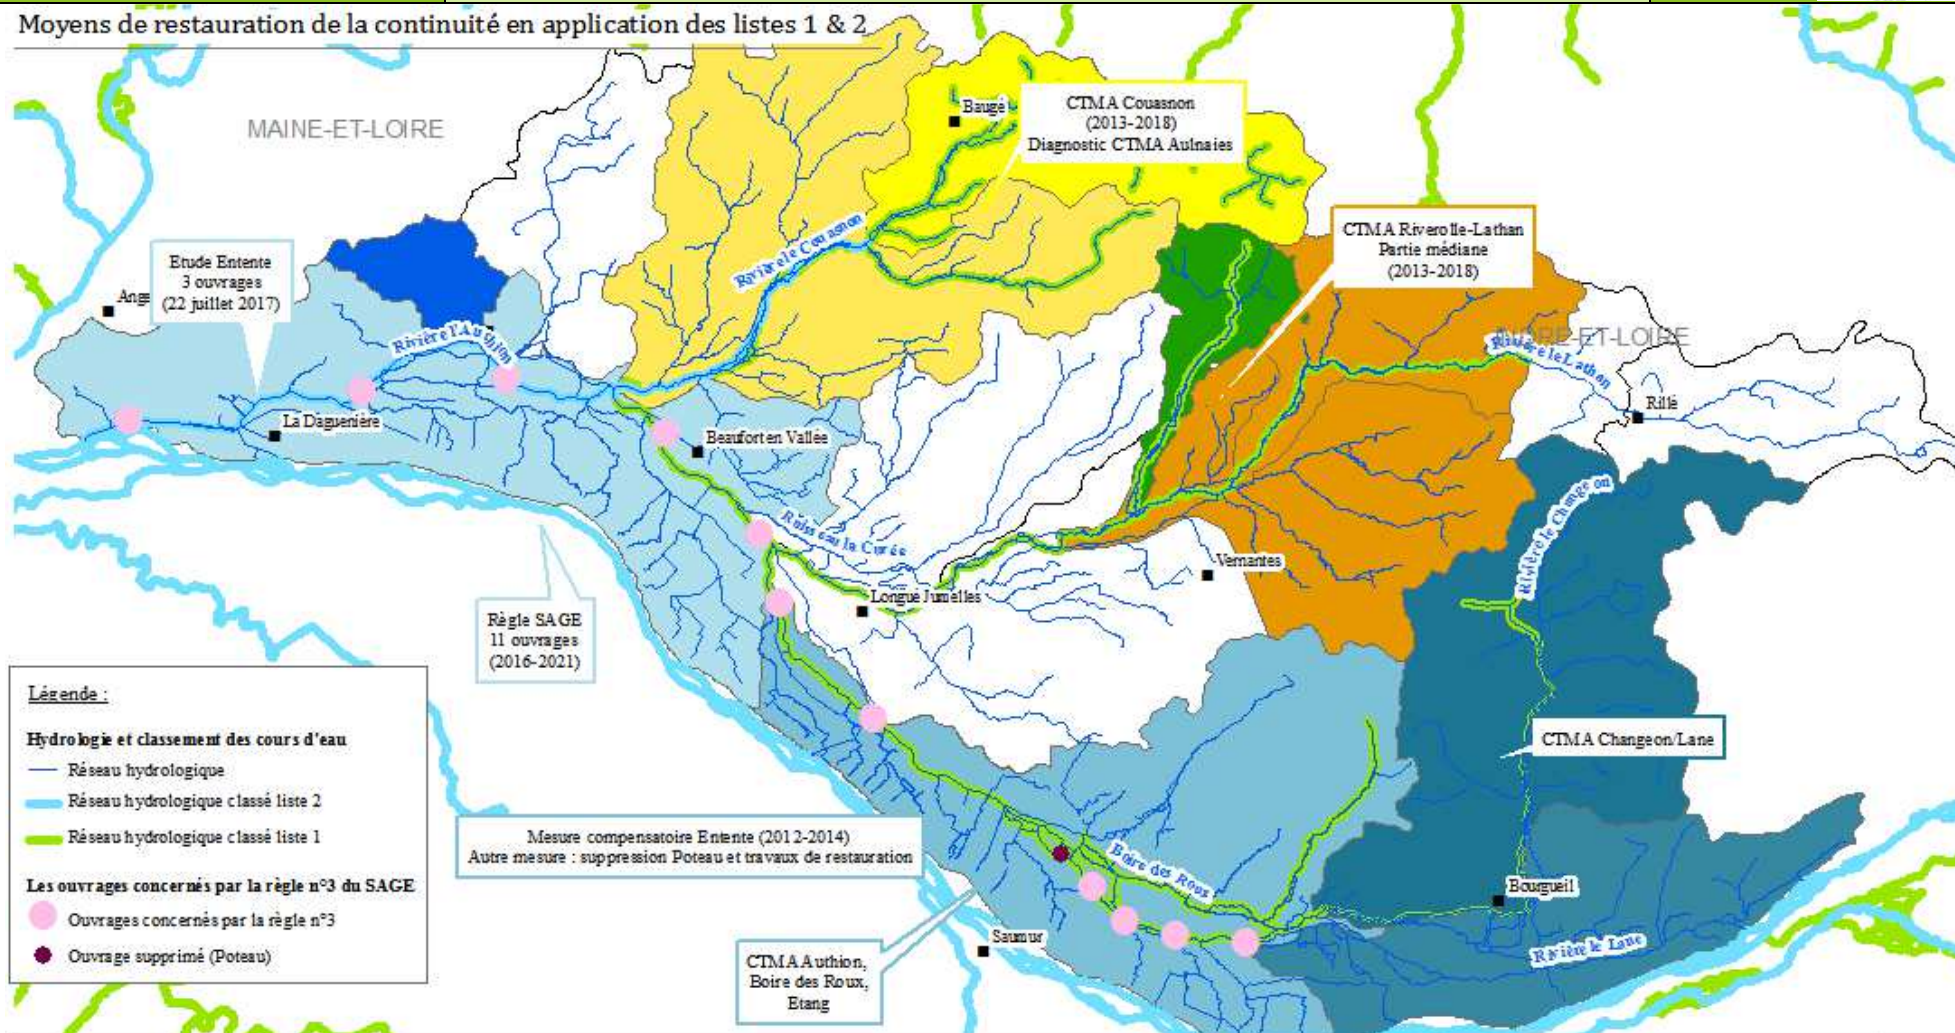 Moyens de restauration de la continuité en application des listes 1 & 2
MAINE-ET-LOIRE
Baugé
CTMA Couasnon
(2013-2018)
Diagnostic CTMA Aulnaies
Rivière le Couasnon
CTMA Riverolle-Lathan
Partie médiane
(2013-2018)
Etude Entente
3 ouvrages
(22 juillet 2017)
Ange
Rivière l'Authion
INDRE-ET-LOIRE
Rivière le Lathan
Rillé
La Daguenière
Beaufort en Vallée
Rivière le Changeon
Ruisseau la Curée
Vernantes
Longué Jumelles
Règle SAGE
11 ouvrages
(2016-2021)
CTMA Changeon/Lane
Légende :
Hydrologie et classement des cours d'eau
Réseau hydrologique
Réseau hydrologique classé liste 2
Réseau hydrologique classé liste 1
Les ouvrages concernés par la règle n°3 du SAGE
Ouvrages concernés par la règle n°3
Ouvrage supprimé (Poteau)
Mesure compensatoire Entente (2012-2014)
Autre mesure : suppression Poteau et travaux de restauration
Boire des Roux
Bourgueil
Saumur
Rivière le Lane
CTMA Authion,
Boire des Roux,
Etang